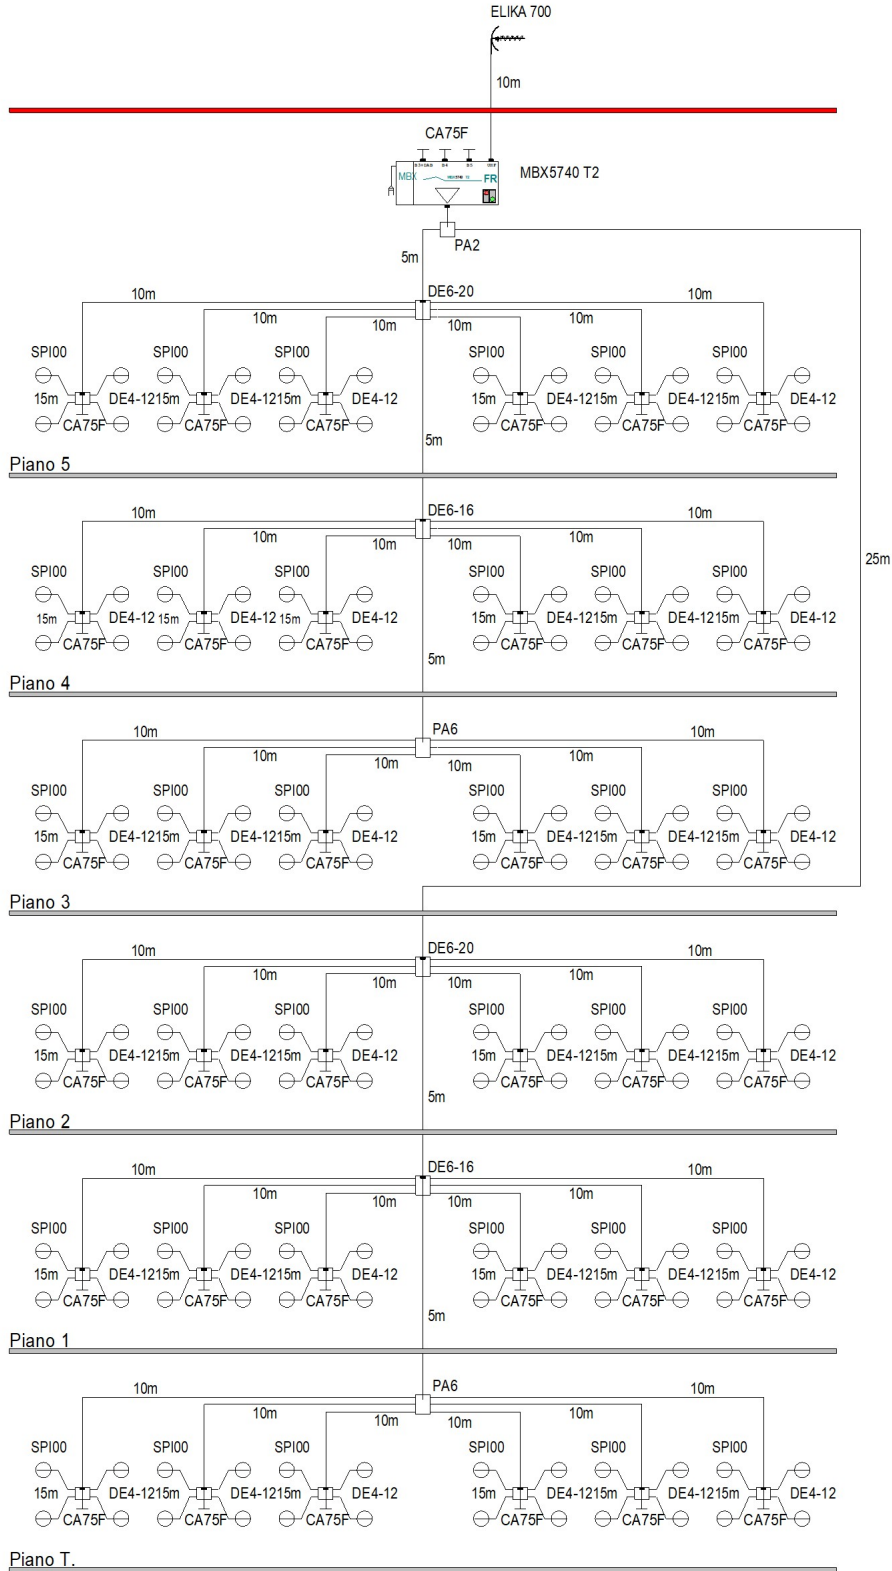 ELIKA 700
10m
CA75F
MBX
FR
MBX5740 T2
PA2
5m
DE6-20
10m 10m
10m 10m 10m 10m
SPI00 SPI00 SPI00 SPI00 SPI00 SPI00
15m DE4-1215m DE4-1215m DE4-12 15m DE4-1215m DE4-1215m DE4-12
CA75F CA75F CA75F CA75F CA75F CA75F
5m
Piano 5
DE6-16
10m 10m
10m 10m 10m 10m
25m
SPI00 SPI00 SPI00 SPI00 SPI00 SPI00
15m DE4-12 15m DE4-12 15m DE4-12 15m DE4-1215m DE4-1215m DE4-12
CA75F CA75F CA75F CA75F CA75F CA75F
5m
Piano 4
PA6
10m 10m
10m 10m 10m 10m
SPI00 SPI00 SPI00 SPI00 SPI00 SPI00
15m DE4-1215m DE4-1215m DE4-12 15m DE4-1215m DE4-1215m DE4-12
CA75F CA75F CA75F CA75F CA75F CA75F
Piano 3
DE6-20
10m 10m
10m 10m 10m 10m
SPI00 SPI00 SPI00 SPI00 SPI00 SPI00
15m DE4-1215m DE4-1215m DE4-12 15m DE4-1215m DE4-1215m DE4-12
CA75F CA75F CA75F CA75F CA75F CA75F
5m
Piano 2
DE6-16
10m 10m
10m 10m 10m 10m
SPI00 SPI00 SPI00 SPI00 SPI00 SPI00
15m DE4-1215m DE4-1215m DE4-12 15m DE4-1215m DE4-1215m DE4-12
CA75F CA75F CA75F CA75F CA75F CA75F
5m
Piano 1
PA6
10m 10m
10m 10m 10m 10m
SPI00 SPI00 SPI00 SPI00 SPI00 SPI00
15m DE4-1215m DE4-1215m DE4-12 15m DE4-1215m DE4-1215m DE4-12
CA75F CA75F CA75F CA75F CA75F CA75F
Piano T.